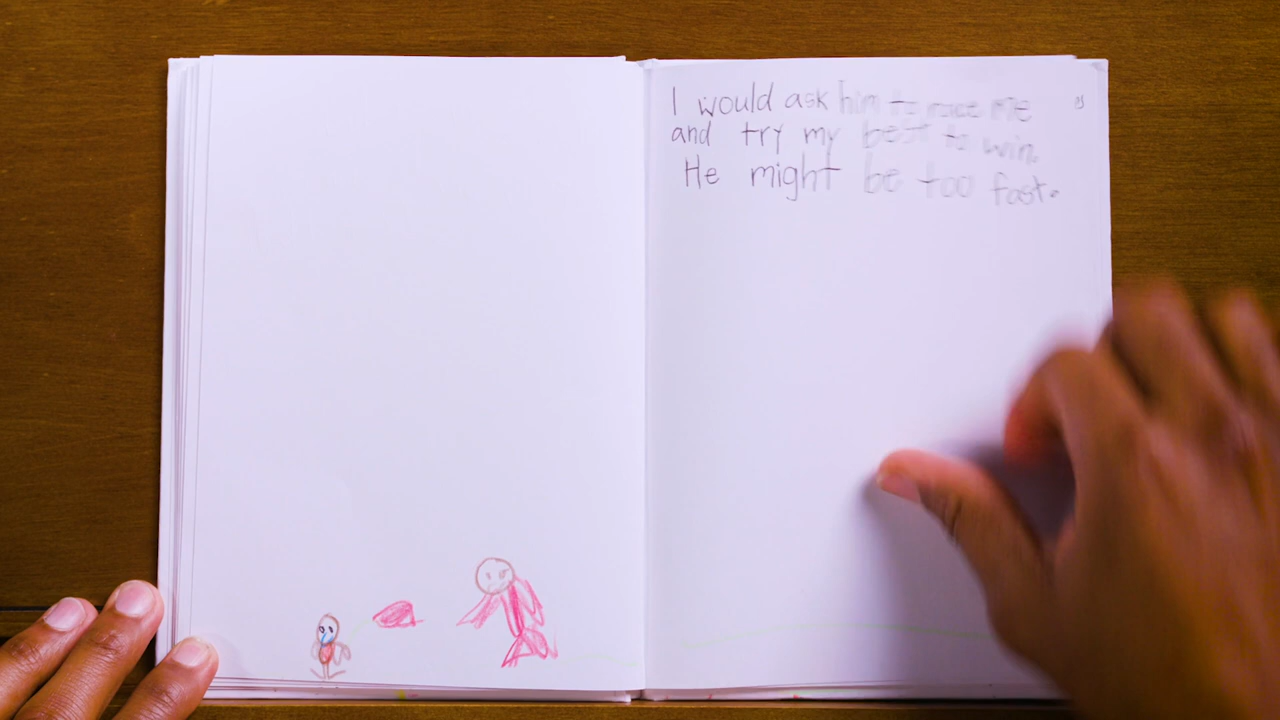 I would ask him to race me
and try my best to win.
He might be too fast.